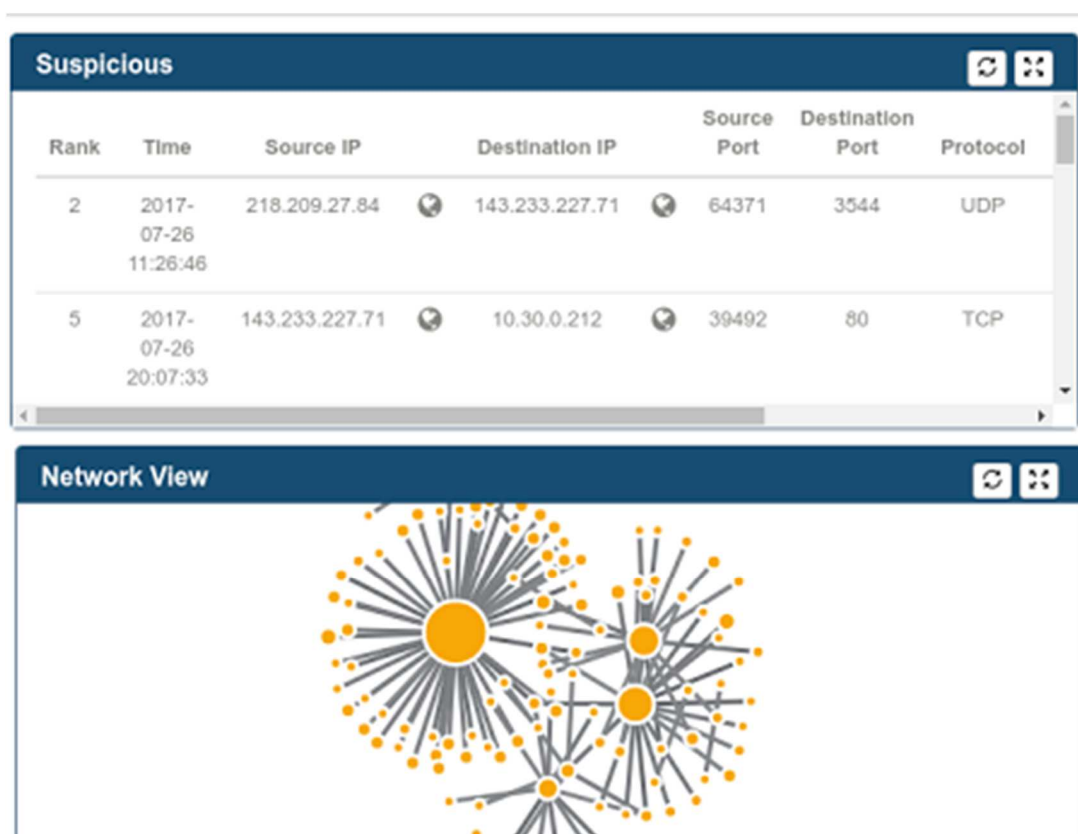 Suspicious
Source Destination
Rank Time Source IP Destination IP Port Port Protocol
2 2017- 218.209.27.84 143.233.227.71 64371 3544 UDP
07-26
11:26:46
5 2017- 143.233.227.71 10.30.0.212 39492 80 TCP
07-26
20:07:33
Network View